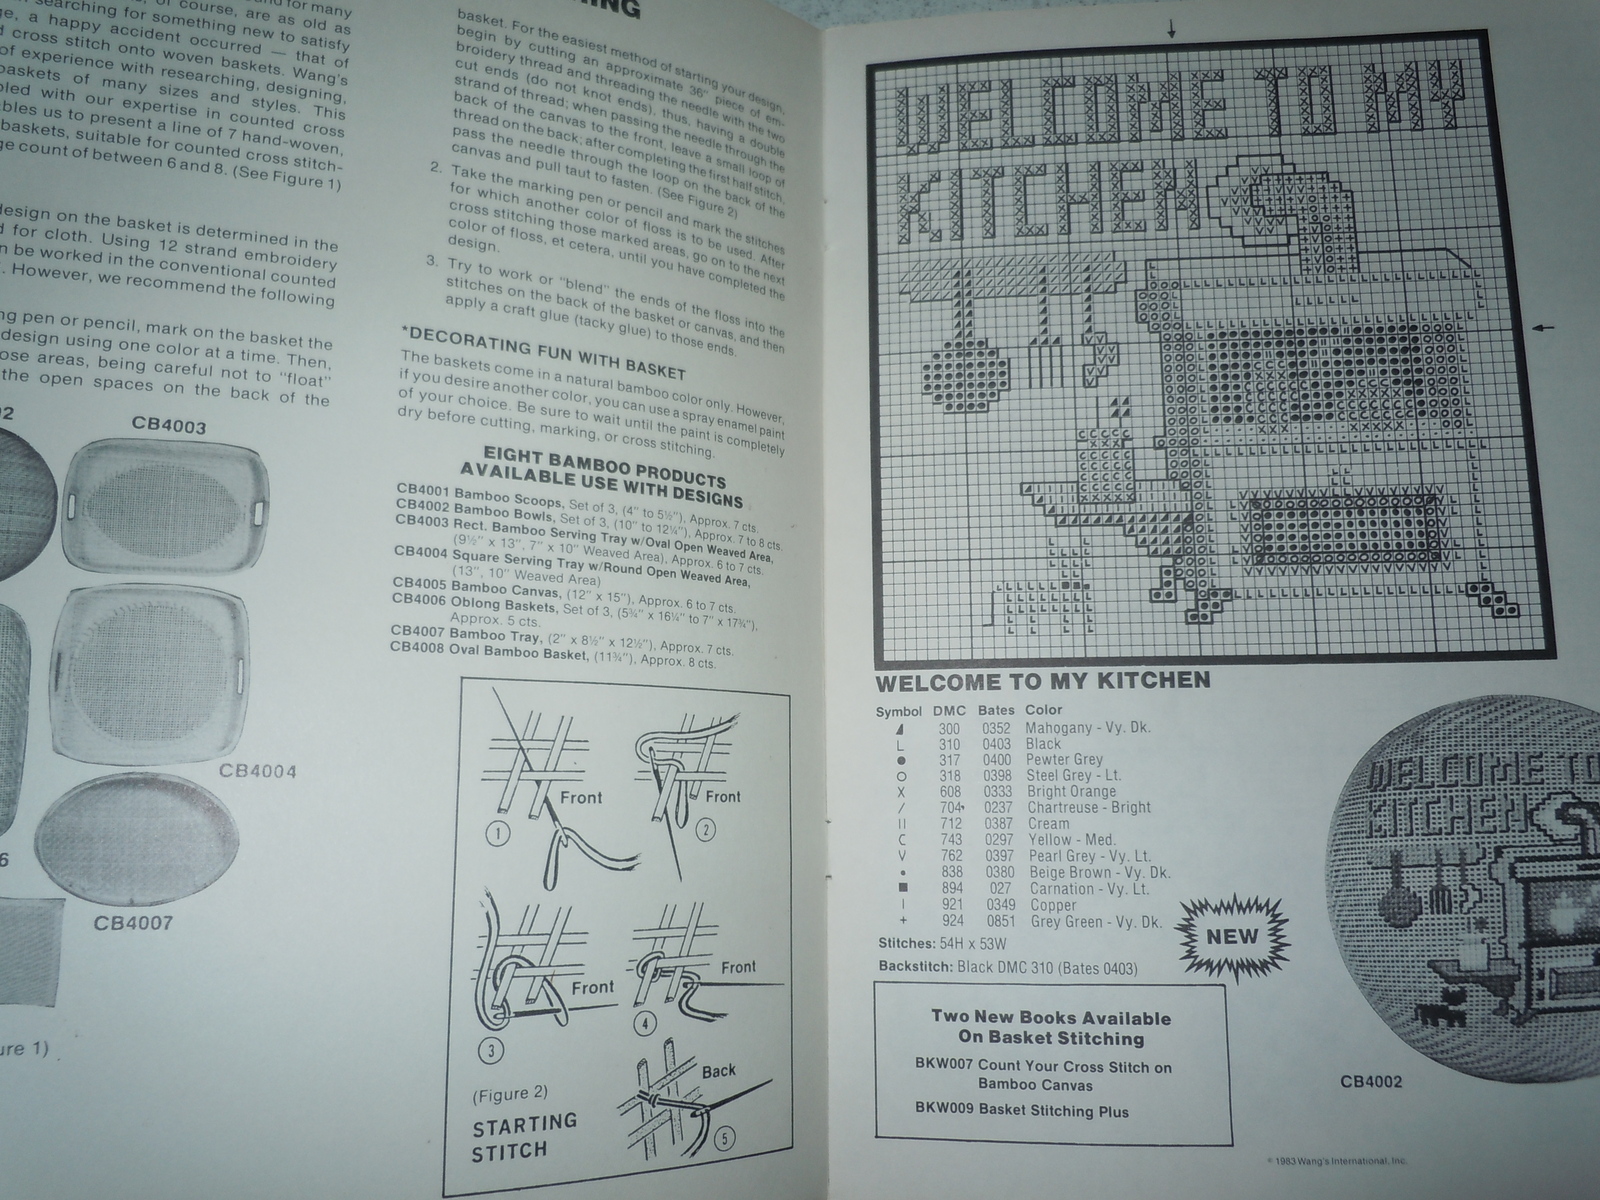 for many
of course, are as old as
searching for something new to satisfy
a happy accident occurred — that of
cross stitch onto woven baskets. Wang's
of experience with researching, designing,
baskets of many sizes and styles. This
with our expertise in counted cross
us to present a line of 7 hand-woven,
baskets, suitable for counted cross stitch-
count of between 6 and 8. (See Figure 1)
design on the basket is determined in the
for cloth. Using 12 strand embroidery
be worked in the conventional counted
However, we recommend the following
pen or pencil, mark on the basket the
design using one color at a time. Then,
areas, being careful not to "float"
the open spaces on the back of the
CB4003
CB4004
CB4007
basket. For the easiest method of starting your design,
begin by cutting an approximate 36" piece of em-
broidery thread and threading the needle with the two
cut ends (do not knot ends), thus, having a double
strand of thread; when passing the needle through the
back of the canvas to the front, leave a small loop of
thread on the back; after completing the first half stitch,
pass the needle through the loop on the back of the
canvas and pull taut to fasten. (See Figure 2)
2. Take the marking pen or pencil and mark the stitches
for which another color of floss is to be used. After
cross stitching those marked areas, go on to the next
color of floss, et cetera, until you have completed the
design.
3. Try to work or "blend" the ends of the floss into the
stitches on the back of the basket or canvas, and then
apply a craft glue (tacky glue) to those ends.
*DECORATING FUN WITH BASKET
The baskets come in a natural bamboo color only. However,
if you desire another color, you can use a spray enamel paint
of your choice. Be sure to wait until the paint is completely
dry before cutting, marking, or cross stitching.
EIGHT BAMBOO PRODUCTS
AVAILABLE USE WITH DESIGNS
CB4001 Bamboo Scoops, Set of 3, (4" to 5½"), Approx. 7 cts.
CB4002 Bamboo Bowls, Set of 3, (10" to 12¼"), Approx. 7 to 8 cts.
CB4003 Rect. Bamboo Serving Tray w/Oval Open Weaved Area,
(9½" x 13", 7" x 10" Weaved Area), Approx. 6 to 7 cts.
CB4004 Square Serving Tray w/Round Open Weaved Area,
(13", 10" Weaved Area)
CB4005 Bamboo Canvas, (12" x 15"), Approx. 6 to 7 cts.
CB4006 Oblong Baskets, Set of 3, (5¾" x 16¼" to 7" x 17¾"),
Approx. 5 cts.
CB4007 Bamboo Tray, (2" x 8½" x 12½"), Approx. 7 cts.
CB4008 Oval Bamboo Basket, (11¾"), Approx. 8 cts.
Front
1
Front
2
Front
3
Front
4
Back
5
(Figure 2)
STARTING
STITCH
WELCOME TO MY
KITCHEN
WELCOME TO MY KITCHEN
Symbol DMC Bates Color
◢ 300 0352 Mahogany - Vy. Dk.
L 310 0403 Black
● 317 0400 Pewter Grey
O 318 0398 Steel Grey - Lt.
X 608 0333 Bright Orange
/ 704 0237 Chartreuse - Bright
II 712 0387 Cream
C 743 0297 Yellow - Med.
V 762 0397 Pearl Grey - Vy. Lt.
• 838 0380 Beige Brown - Vy. Dk.
■ 894 027 Carnation - Vy. Lt.
I 921 0349 Copper
+ 924 0851 Grey Green - Vy. Dk.
Stitches: 54H x 53W
Backstitch: Black DMC 310 (Bates 0403)
NEW
Two New Books Available
On Basket Stitching
BKW007 Count Your Cross Stitch on
Bamboo Canvas
BKW009 Basket Stitching Plus
WELCOME TO
KITCHEN
CB4002
© 1983 Wang's International, Inc.